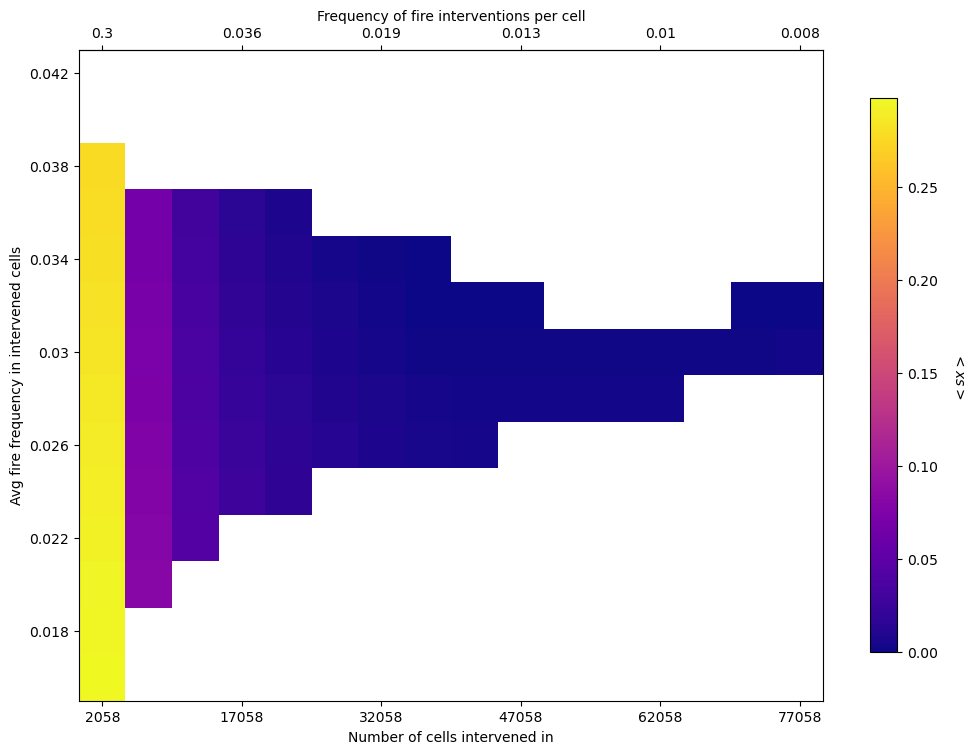 Frequency of fire interventions per cell
0.3 0.036 0.019 0.013 0.01 0.008
0.042
0.038
0.034
0.03
0.026
0.022
0.018
Avg fire frequency in intervened cells
2058 17058 32058 47058 62058 77058
Number of cells intervened in
0.25
0.20
0.15
0.10
0.05
0.00
< sx >